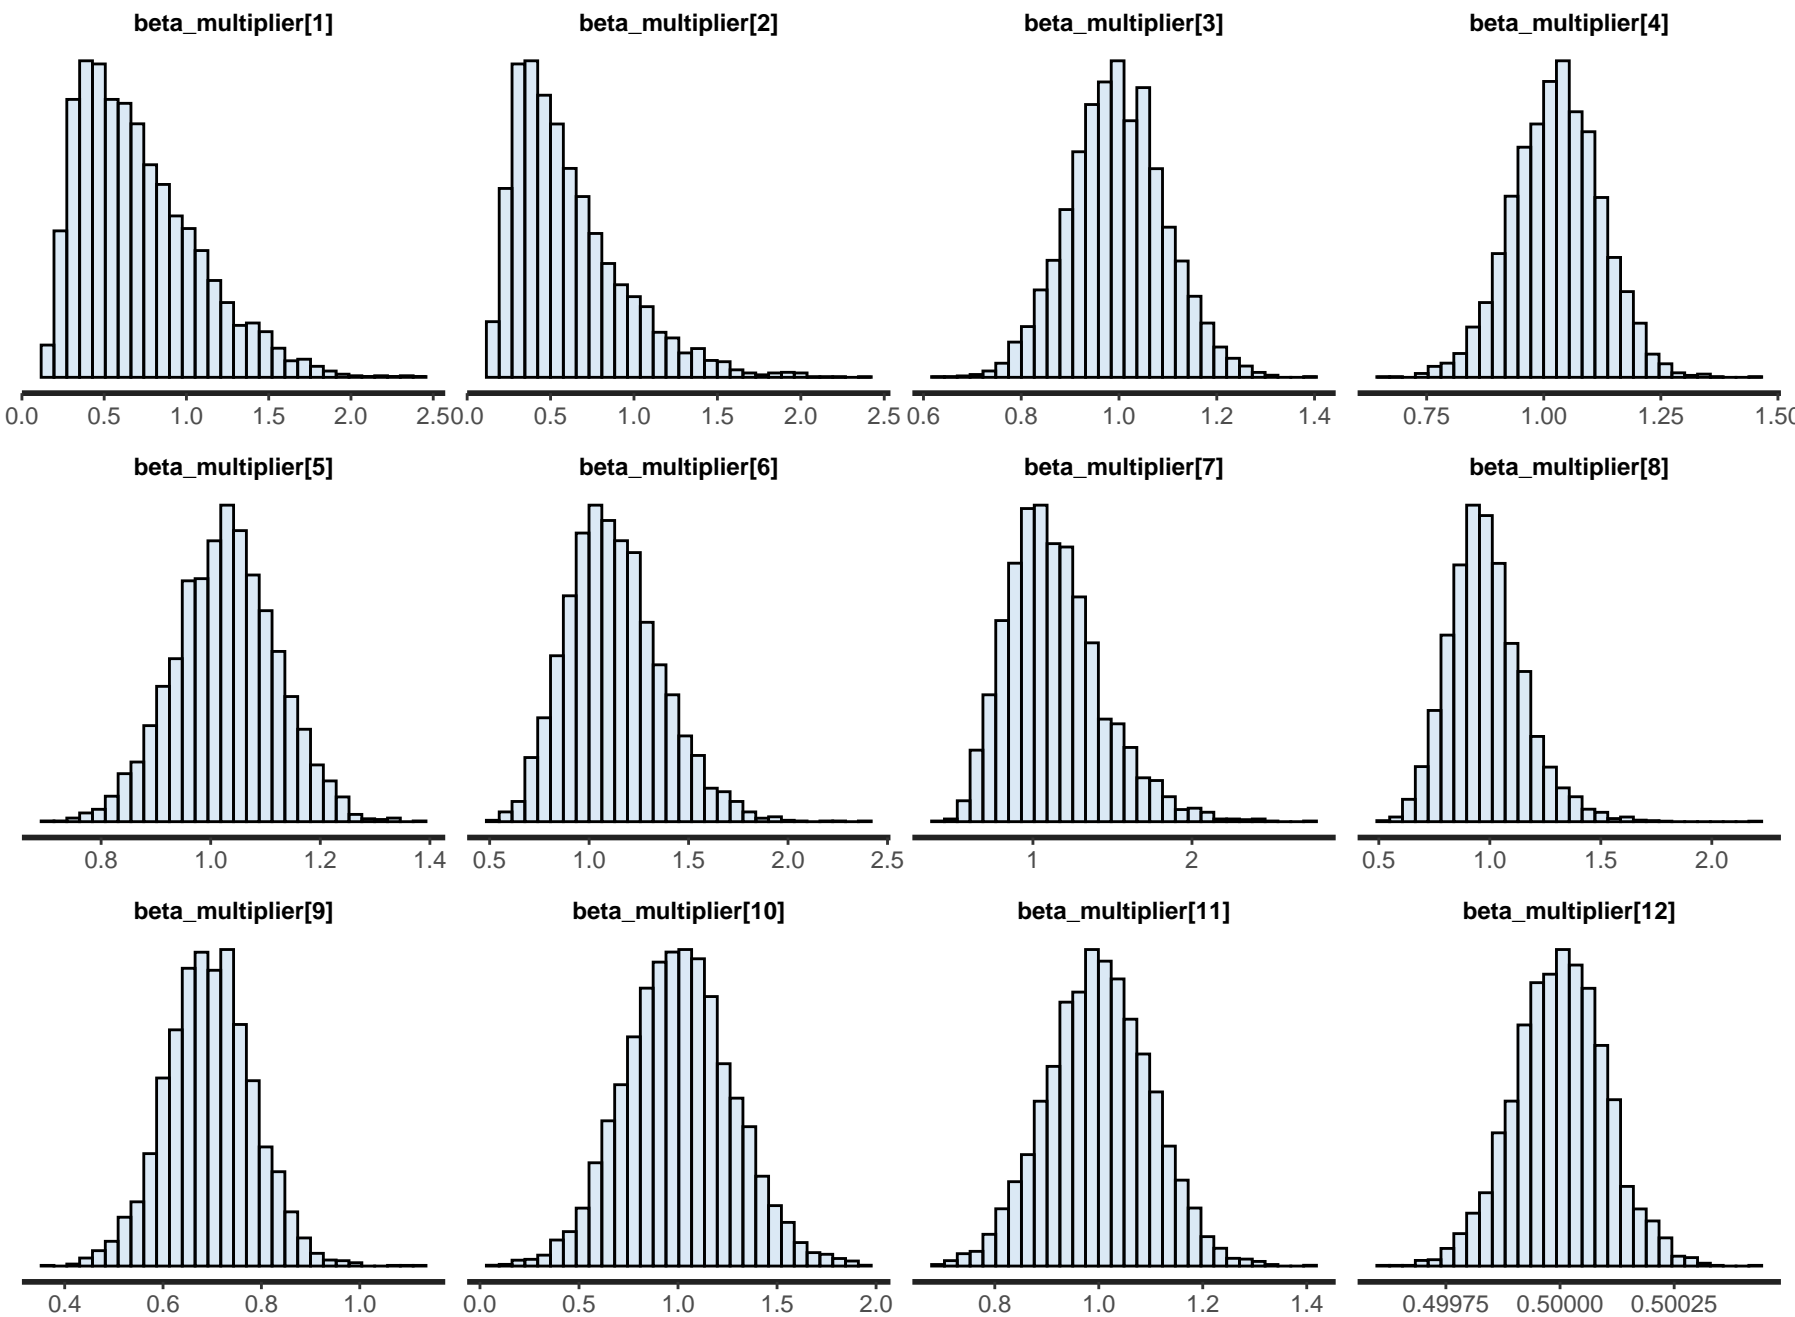 beta_multiplier[1] beta_multiplier[2] beta_multiplier[3] beta_multiplier[4]
0.0 0.5 1.0 1.5 2.0 2.5 0.0 0.5 1.0 1.5 2.0 2.5 0.6 0.8 1.0 1.2 1.4 0.75 1.00 1.25 1.50
beta_multiplier[5] beta_multiplier[6] beta_multiplier[7] beta_multiplier[8]
0.8 1.0 1.2 1.4 0.5 1.0 1.5 2.0 2.5 1 2 0.5 1.0 1.5 2.0
beta_multiplier[9] beta_multiplier[10] beta_multiplier[11] beta_multiplier[12]
0.4 0.6 0.8 1.0 0.0 0.5 1.0 1.5 2.0 0.8 1.0 1.2 1.4 0.49975 0.50000 0.50025